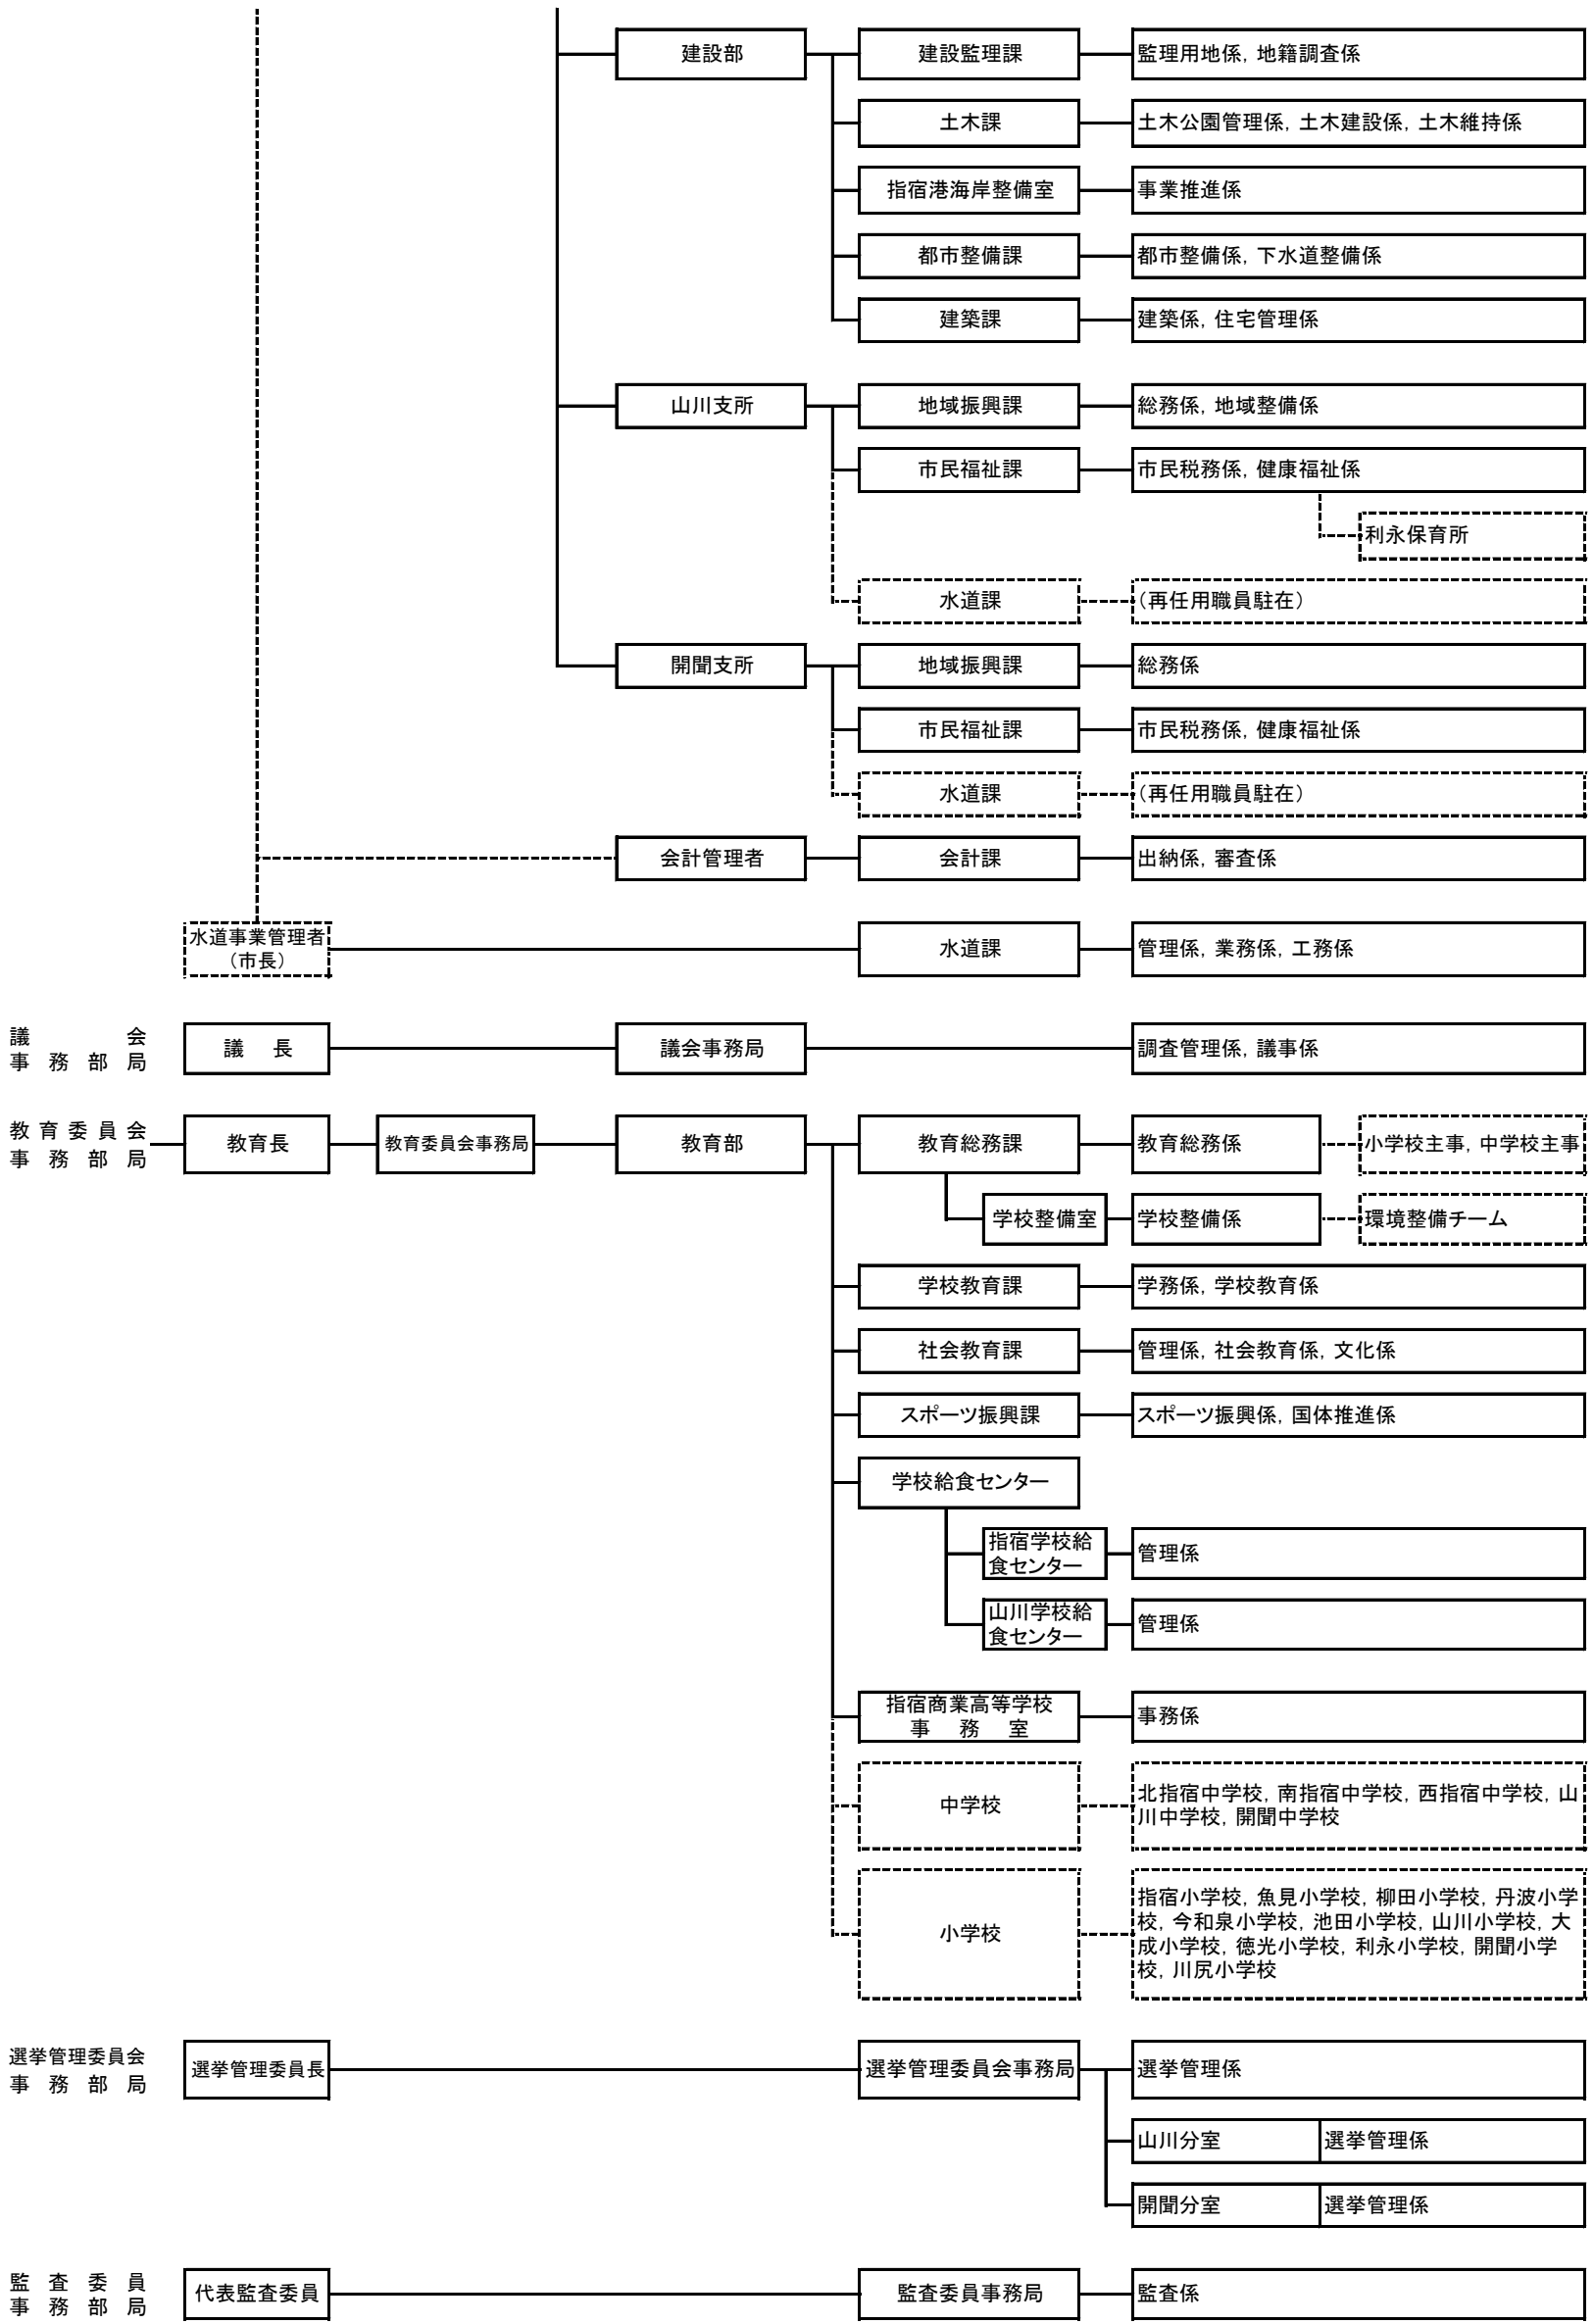 建設部
建設監理課
監理用地係, 地籍調査係
土木課
土木公園管理係, 土木建設係, 土木維持係
指宿港海岸整備室
事業推進係
都市整備課
都市整備係, 下水道整備係
建築課
建築係, 住宅管理係
山川支所
地域振興課
総務係, 地域整備係
市民福祉課
市民税務係, 健康福祉係
利永保育所
水道課
（再任用職員駐在）
開聞支所
地域振興課
総務係
市民福祉課
市民税務係, 健康福祉係
水道課
（再任用職員駐在）
会計管理者
会計課
出納係, 審査係
水道事業管理者
（市長）
水道課
管理係, 業務係, 工務係
議会
事務部局
議　長
議会事務局
調査管理係, 議事係
教育委員会
事務部局
教育長
教育委員会事務局
教育部
教育総務課
教育総務係
小学校主事, 中学校主事
学校整備室
学校整備係
環境整備チーム
学校教育課
学務係, 学校教育係
社会教育課
管理係, 社会教育係, 文化係
スポーツ振興課
スポーツ振興係, 国体推進係
学校給食センター
指宿学校給
食センター
管理係
山川学校給
食センター
管理係
指宿商業高等学校
事　務　室
事務係
中学校
北指宿中学校, 南指宿中学校, 西指宿中学校, 山
川中学校, 開聞中学校
小学校
指宿小学校, 魚見小学校, 柳田小学校, 丹波小学
校, 今和泉小学校, 池田小学校, 山川小学校, 大
成小学校, 徳光小学校, 利永小学校, 開聞小学
校, 川尻小学校
選挙管理委員会
事務部局
選挙管理委員長
選挙管理委員会事務局
選挙管理係
山川分室
選挙管理係
開聞分室
選挙管理係
監査委員
事務部局
代表監査委員
監査委員事務局
監査係